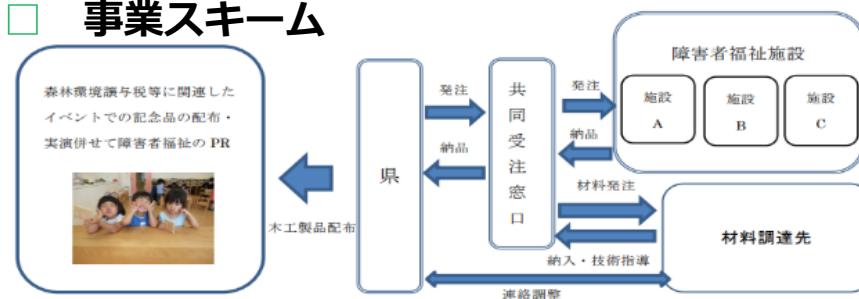 事業スキーム
森林環境譲与税等に関連した
イベントでの記念品の配布・
実演併せて障害者福祉の PR
木工製品配布
県
発注
納品
共同受注窓口
発注
納品
障害者福祉施設
施設
A
施設
B
施設
C
材料発注
納入・技術指導
材料調達先
連絡調整